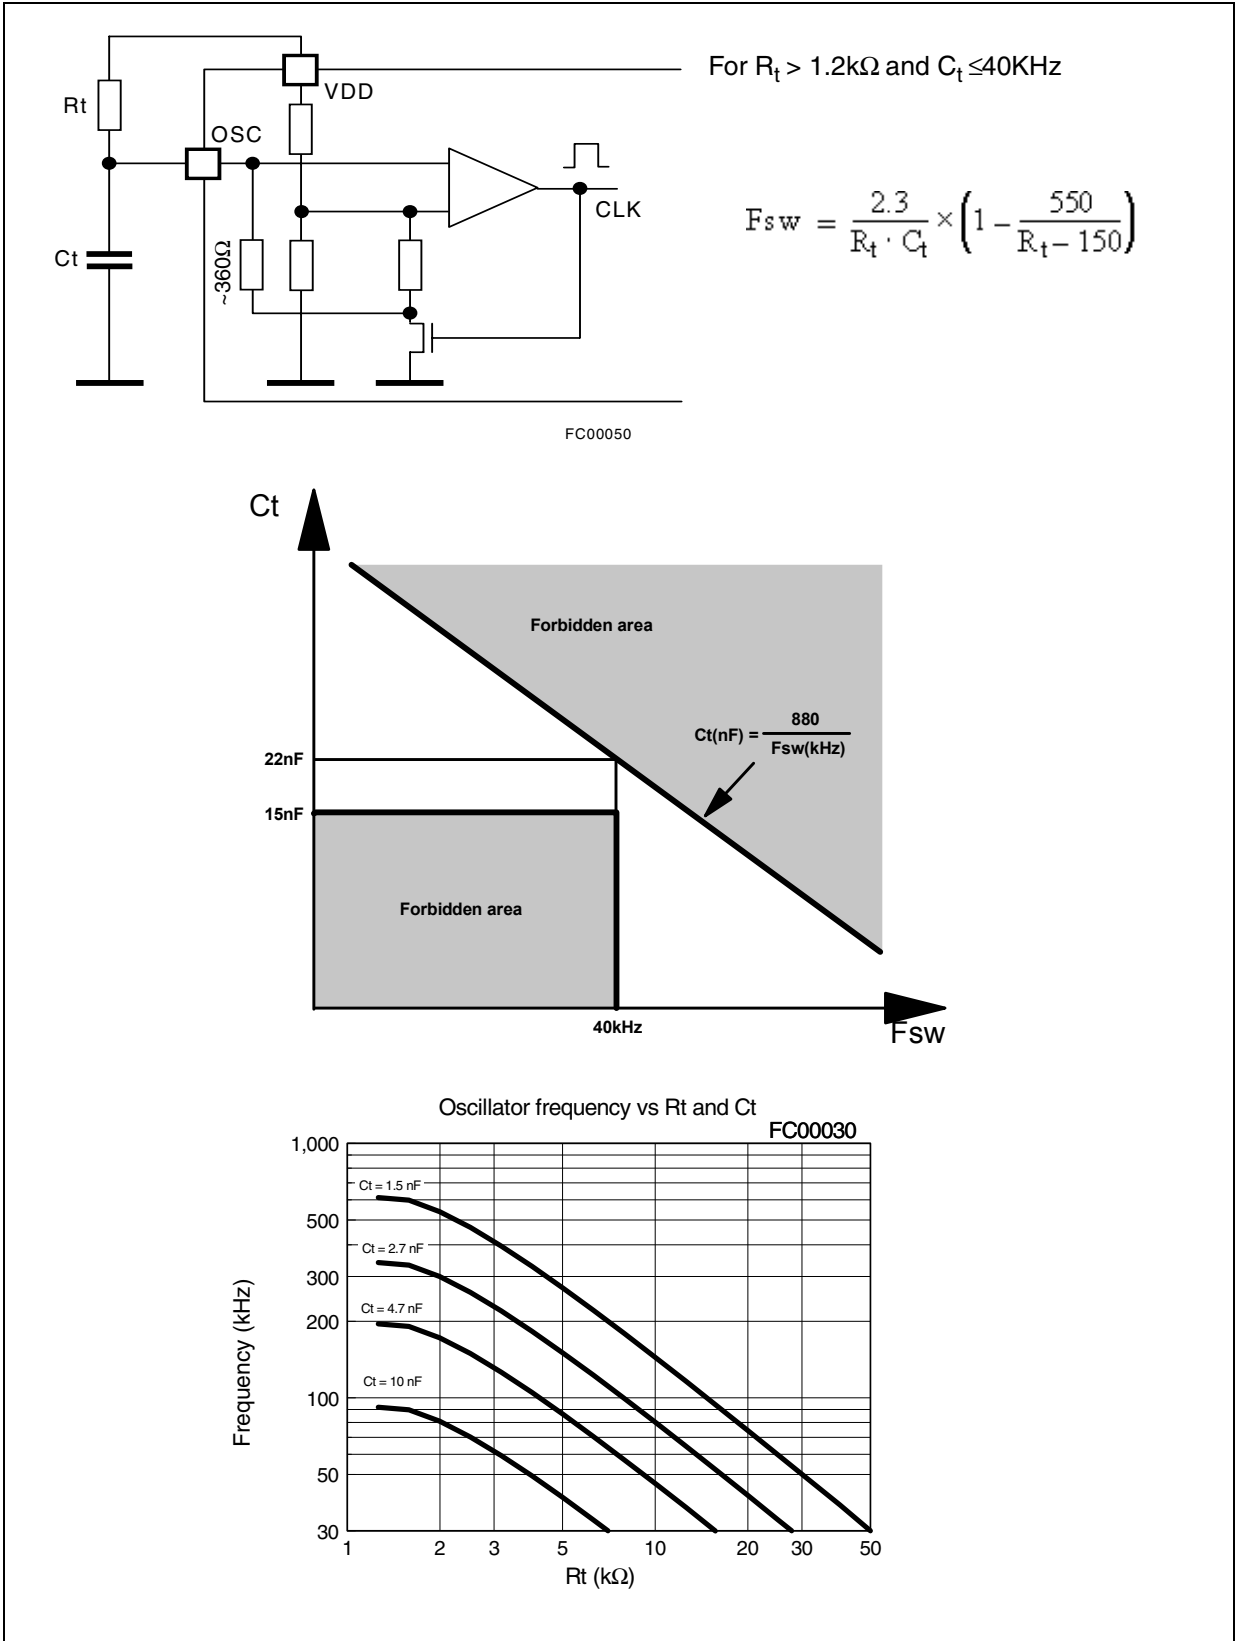 For Rt > 1.2kΩ and Ct ≤40KHz
Rt
VDD
OSC
CLK
Ct
~360Ω
Fsw = 2.3 / (Rt · Ct) × (1 − 550 / (Rt − 150))
FC00050
Ct
Forbidden area
Ct(nF) = 880 / Fsw(kHz)
22nF
15nF
Forbidden area
40kHz
Fsw
Oscillator frequency vs Rt and Ct
FC00030
1,000
Ct = 1.5 nF
500
Ct = 2.7 nF
300
Ct = 4.7 nF
200
Ct = 10 nF
100
50
30
Frequency (kHz)
1 2 3 5 10 20 30 50
Rt (kΩ)